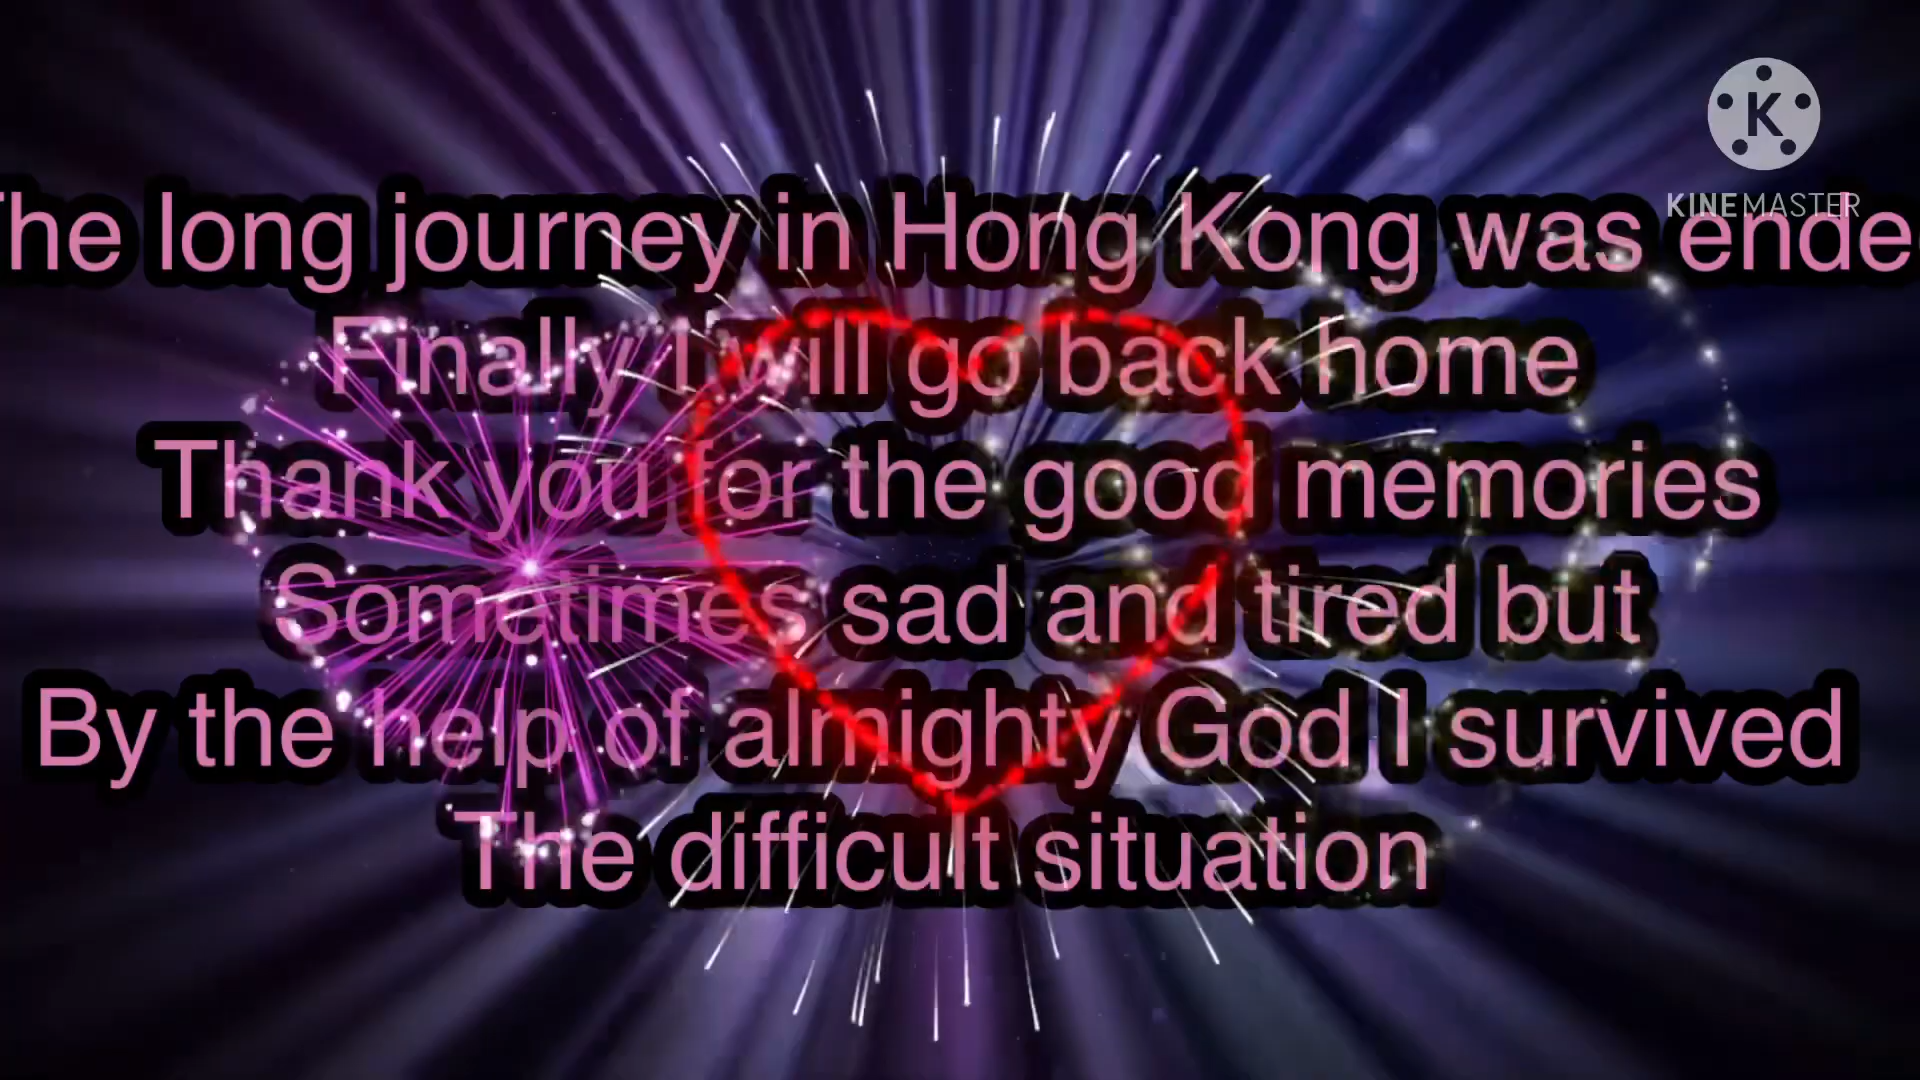 K
KINEMASTER
The long journey in Hong Kong was ende
Finally I will go back home
Thank you for the good memories
Sometimes sad and tired but
By the help of almighty God I survived
The difficult situation